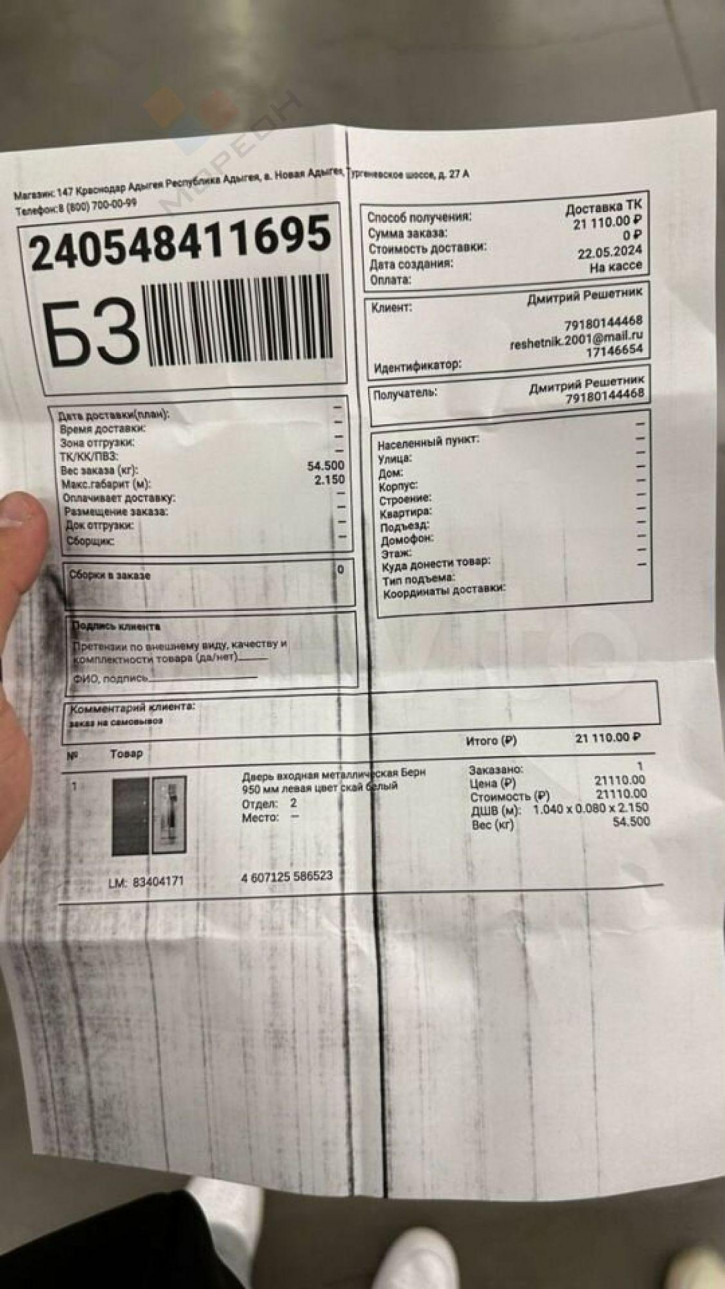 МОРЕОН
Магазин: 147 Краснодар Адыгея Республика Адыгея, а. Новая Адыгея, Тургеневское шоссе, д. 27 А
Телефон:8 (800) 700-00-99
240548411695
БЗ
Способ получения: Доставка ТК
Сумма заказа: 21 110.00 ₽
Стоимость доставки: 0 ₽
Дата создания: 22.05.2024
Оплата: На кассе
Клиент: Дмитрий Решетник
79180144468
reshetnik.2001@mail.ru
Идентификатор: 17146654
Получатель: Дмитрий Решетник
79180144468
Дата доставки(план): —
Время доставки: —
Зона отгрузки: —
ТК/КК/ПВЗ: —
Вес заказа (кг): 54.500
Макс.габарит (м): 2.150
Оплачивает доставку: —
Размещение заказа: —
Док отгрузки: —
Сборщик: —
Населенный пункт: —
Улица: —
Дом: —
Корпус: —
Строение: —
Квартира: —
Подъезд: —
Домофон: —
Этаж: —
Куда донести товар: —
Тип подъема: —
Координаты доставки:
Сборки в заказе 0
Подпись клиента
Претензии по внешнему виду, качеству и
комплектности товара (да/нет)____
ФИО, подпись____
Комментарий клиента:
заказ на самовывоз
Итого (₽) 21 110.00 ₽
№ Товар
1
Дверь входная металлическая Берн
950 мм левая цвет скай белый
Отдел: 2
Место: —
Заказано: 1
Цена (₽) 21110.00
Стоимость (₽) 21110.00
ДШВ (м): 1.040 x 0.080 x 2.150
Вес (кг) 54.500
LM: 83404171
4 607125 586523